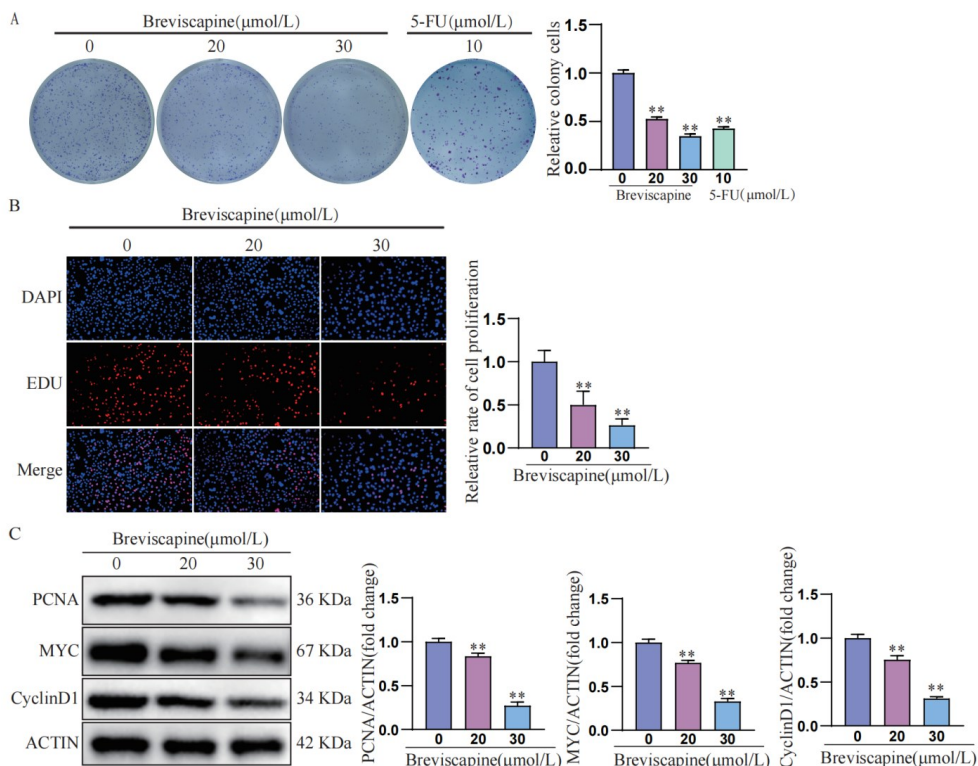 A
Breviscapine(μmol/L)
5-FU(μmol/L)
0
20
30
10
Releative colony cells
1.5
1.0
0.5
0.0
**
**
**
0
20
30
10
Breviscapine
5-FU(μmol/L)
B
Breviscapine(μmol/L)
0
20
30
DAPI
EDU
Merge
Releative rate of cell prolifieration
1.5
1.0
0.5
0.0
**
**
0
20
30
Breviscapine(μmol/L)
C
Breviscapine(μmol/L)
0
20
30
PCNA
36 KDa
MYC
67 KDa
CyclinD1
34 KDa
ACTIN
42 KDa
PCNA/ACTIN(fold change)
1.5
1.0
0.5
0.0
**
**
0
20
30
Breviscapine(μmol/L)
MYC/ACTIN(fold change)
1.5
1.0
0.5
0.0
**
**
0
20
30
Breviscapine(μmol/L)
CyclinD1/ACTIN(fold change)
1.5
1.0
0.5
0.0
**
**
0
20
30
Breviscapine(μmol/L)